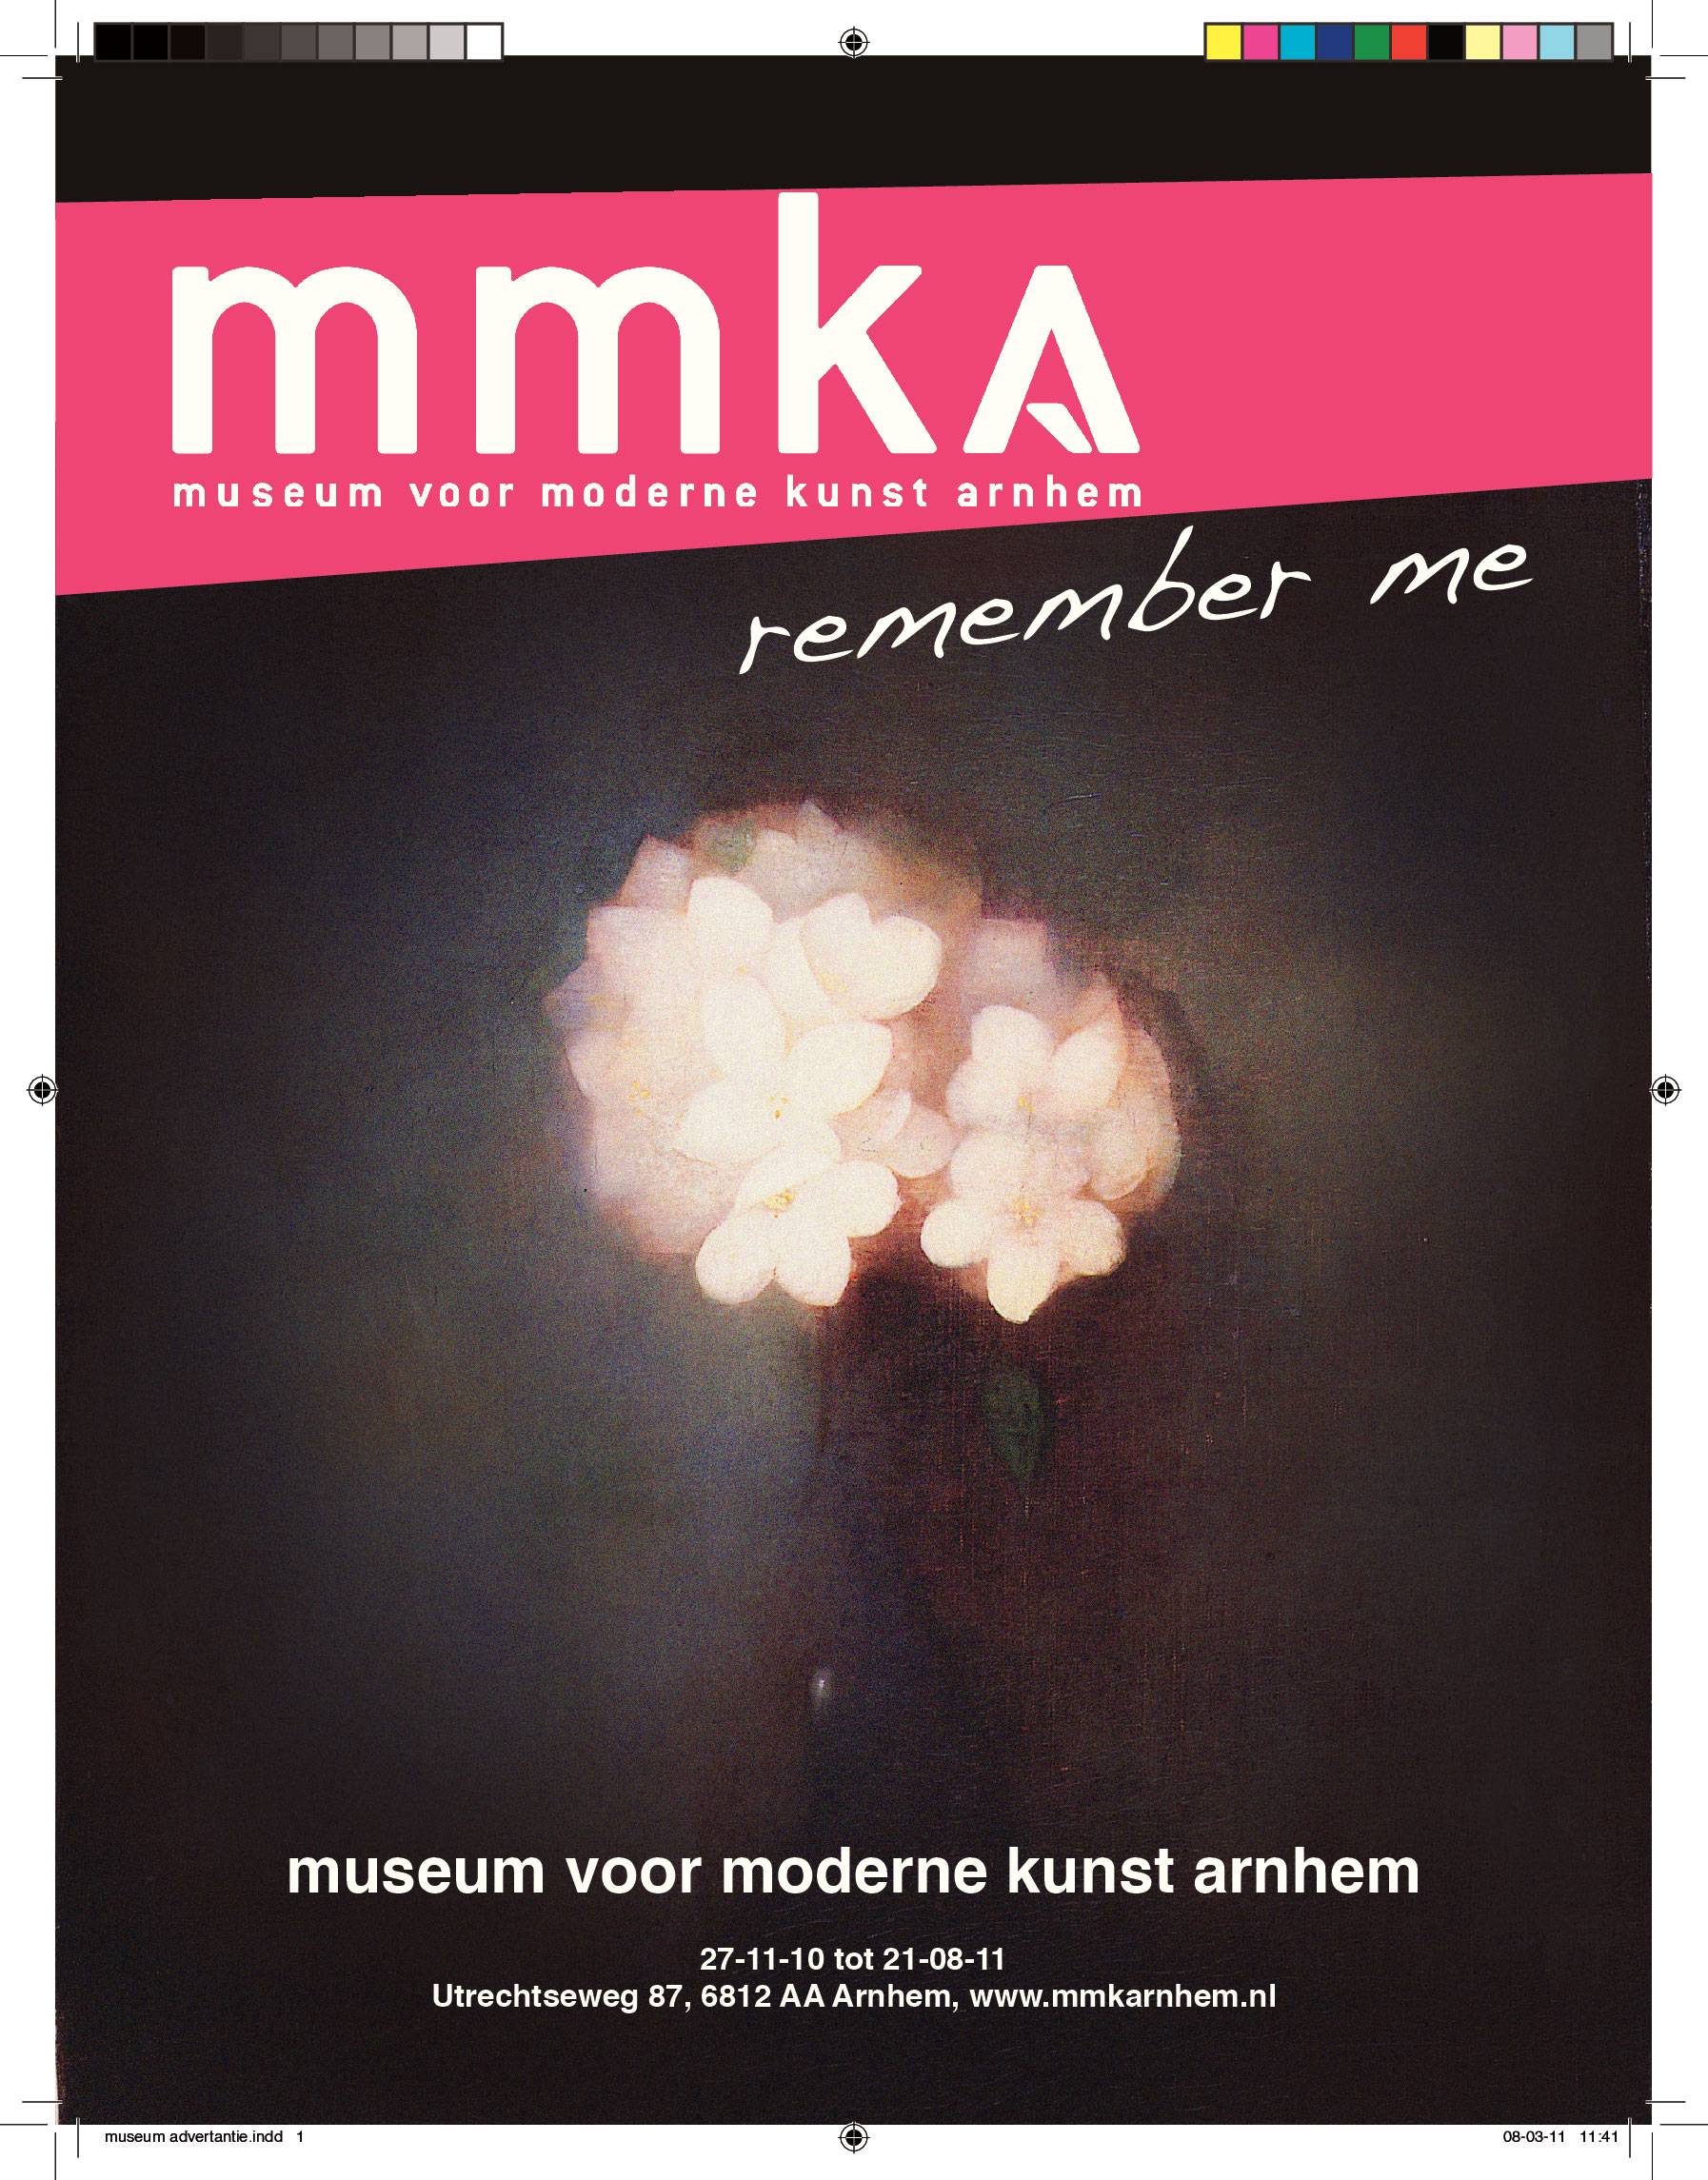 mmkA
museum voor moderne kunst arnhem
remember me
museum voor moderne kunst arnhem
27-11-10 tot 21-08-11
Utrechtseweg 87, 6812 AA Arnhem, www.mmkarnhem.nl
museum advertantie.indd 1
08-03-11 11:41